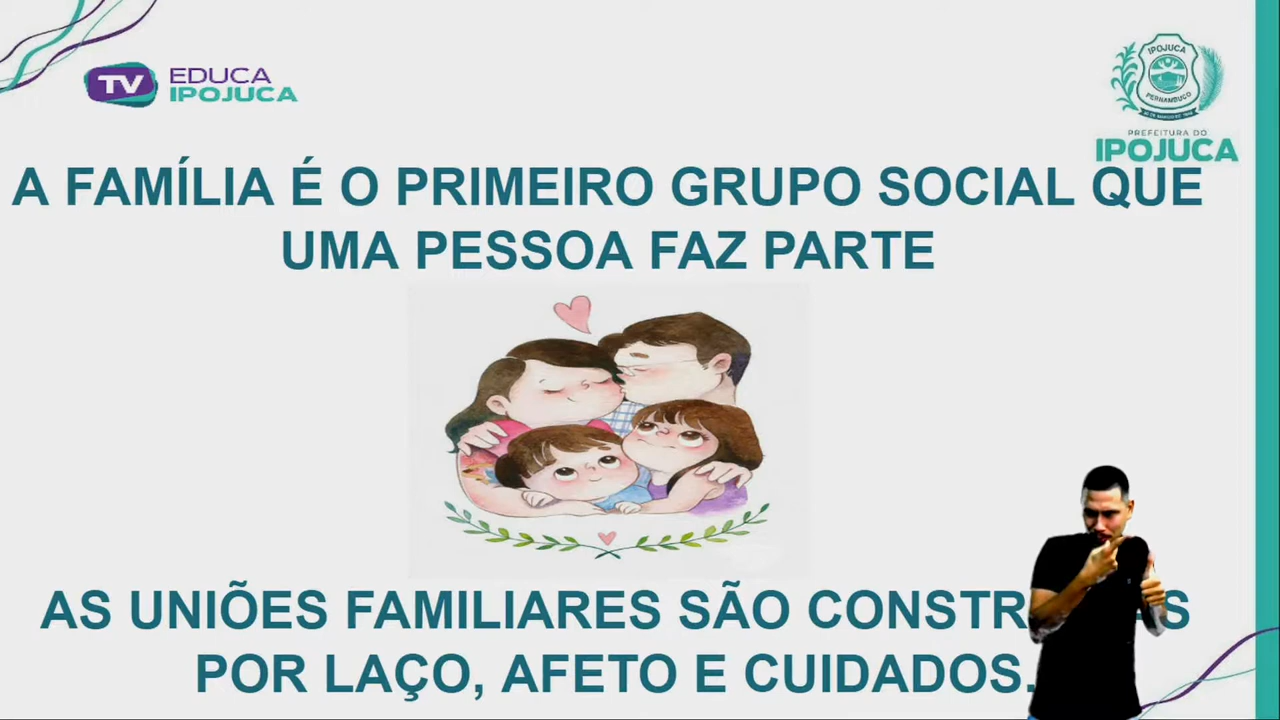 TV EDUCA
IPOJUCA
IPOJUCA
PERNAMBUCO
PREFEITURA DO
IPOJUCA
A FAMÍLIA É O PRIMEIRO GRUPO SOCIAL QUE
UMA PESSOA FAZ PARTE
AS UNIÕES FAMILIARES SÃO
POR LAÇO, AFETO E CUIDADOS.